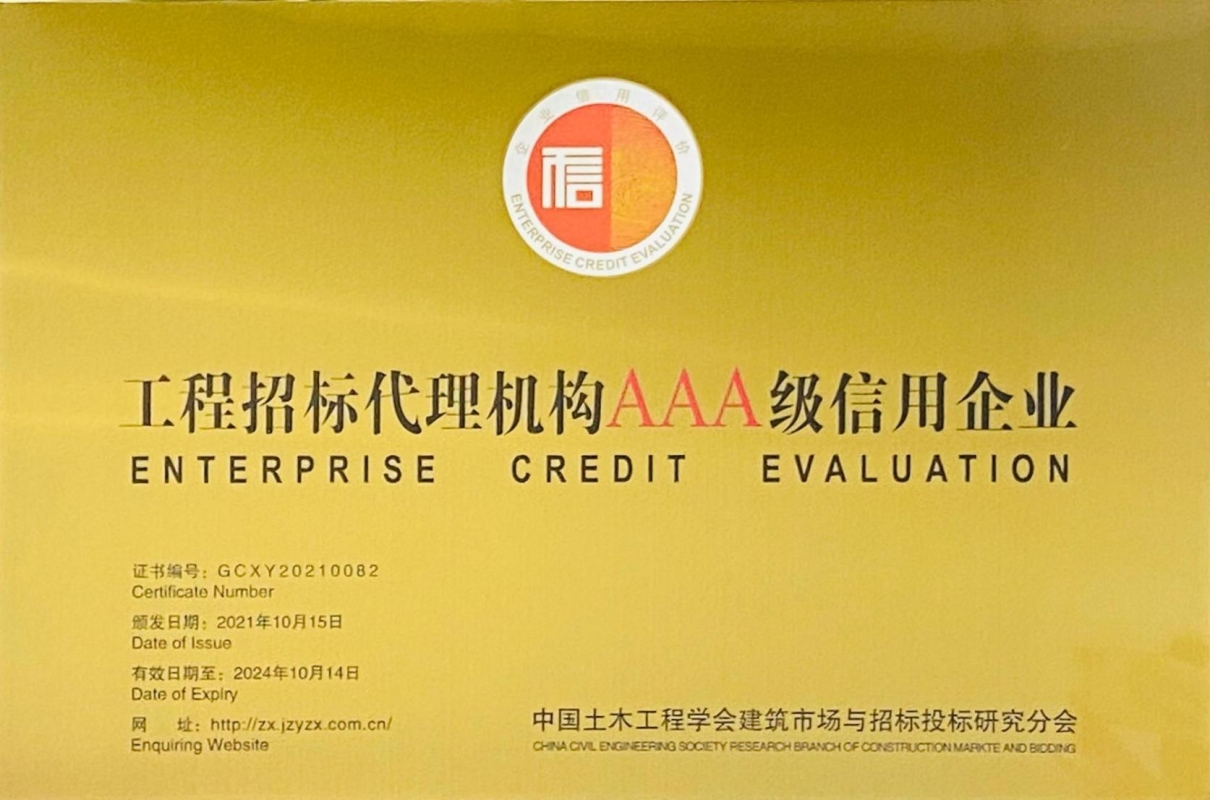 企业信用评价
信
ENTERPRISE CREDIT EVALUATION
工程招标代理机构AAA级信用企业
ENTERPRISE CREDIT EVALUATION
证书编号：GCXY20210082
Certificate Number
颁发日期：2021年10月15日
Date of Issue
有效日期至：2024年10月14日
Date of Expiry
网 址：http://zx.jzyzx.com.cn/
Enquiring Website
中国土木工程学会建筑市场与招标投标研究分会
CHINA CIVIL ENGINEERING SOCIETY RESEARCH BRANCH OF CONSTRUCTION MARKTE AND BIDDING